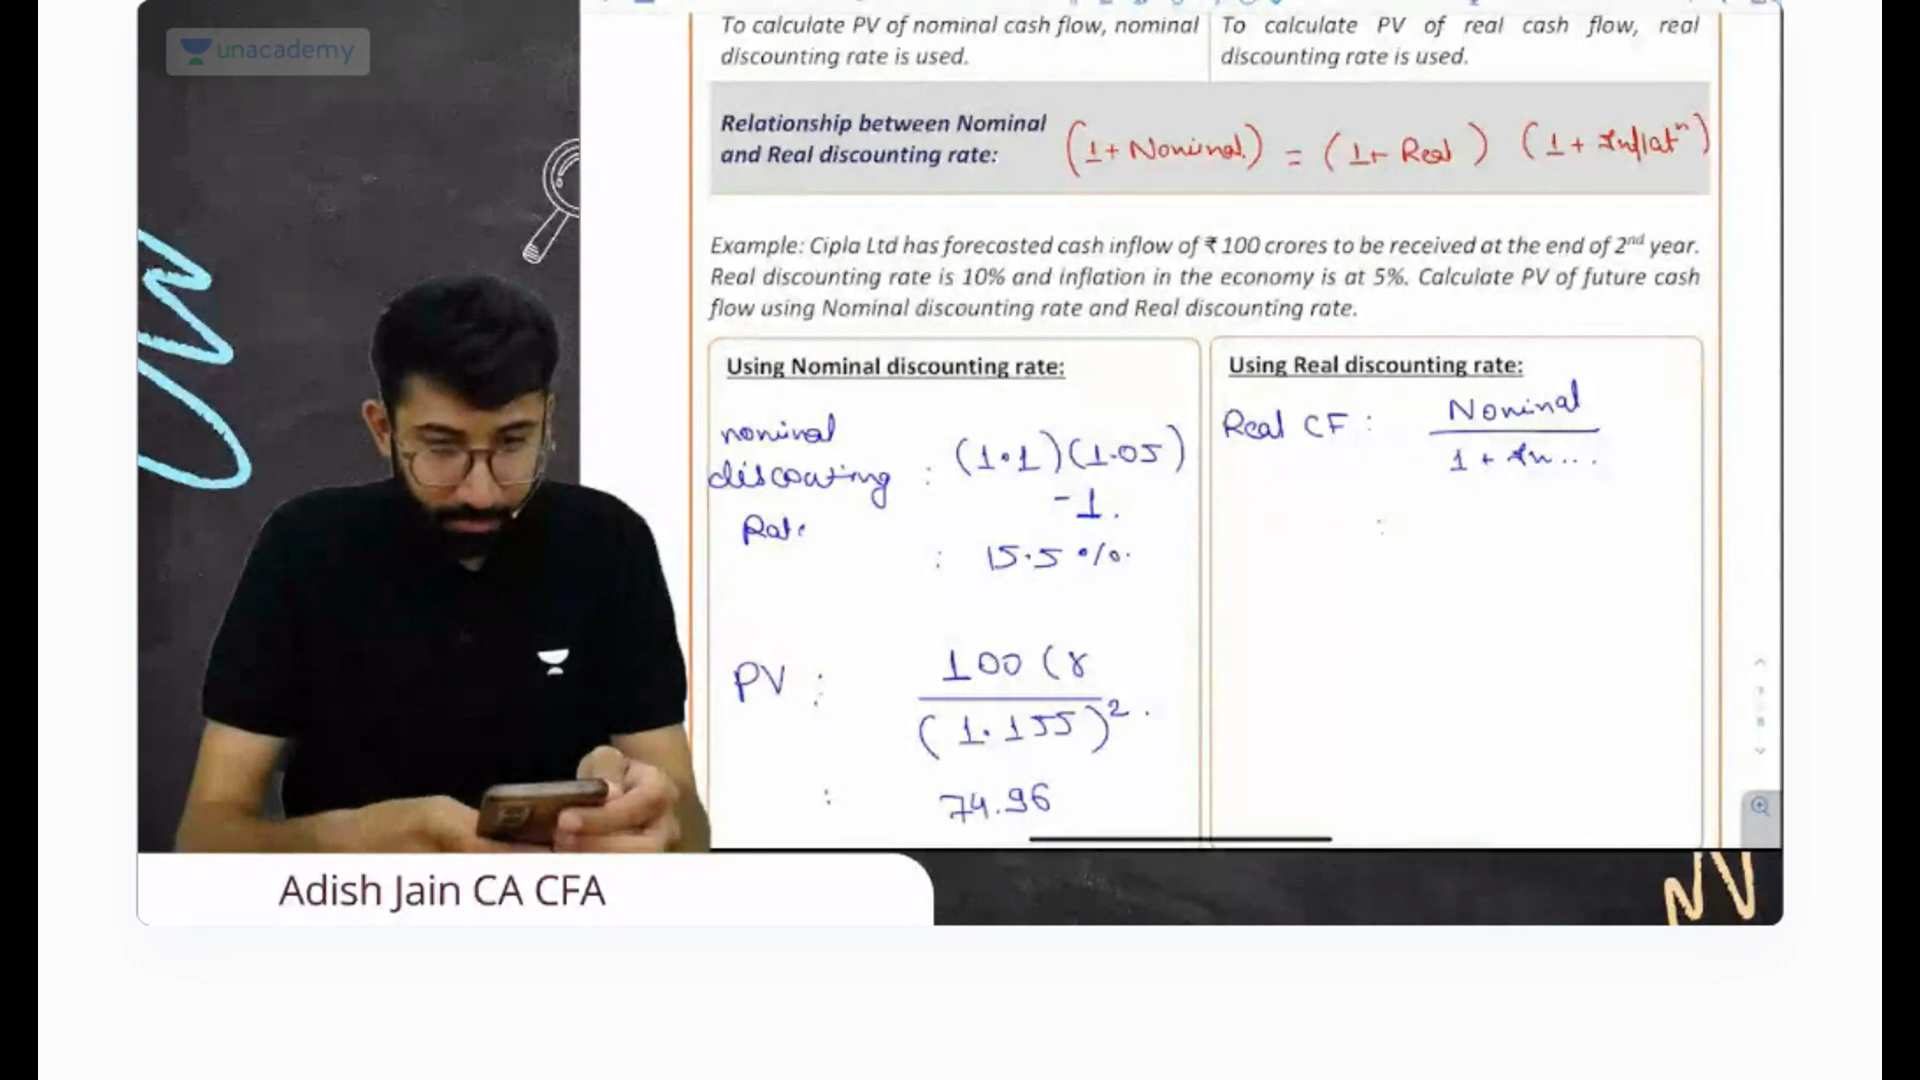 unacademy
To calculate PV of nominal cash flow, nominal
discounting rate is used.
To calculate PV of real cash flow, real
discounting rate is used.
Relationship between Nominal
and Real discounting rate:
(1+ Nominal) = (1+ Real) (1 + Inflatⁿ)
Example: Cipla Ltd has forecasted cash inflow of ₹ 100 crores to be received at the end of 2nd year.
Real discounting rate is 10% and inflation in the economy is at 5%. Calculate PV of future cash
flow using Nominal discounting rate and Real discounting rate.
Using Nominal discounting rate:
nominal
discoating : (1.1)(1.05)
-1.
Rate
: 15.5 %.
PV : 100 (r
(1.155)².
: 74.96
Using Real discounting rate:
Real CF : Nominal
1 + In...
:
Adish Jain CA CFA